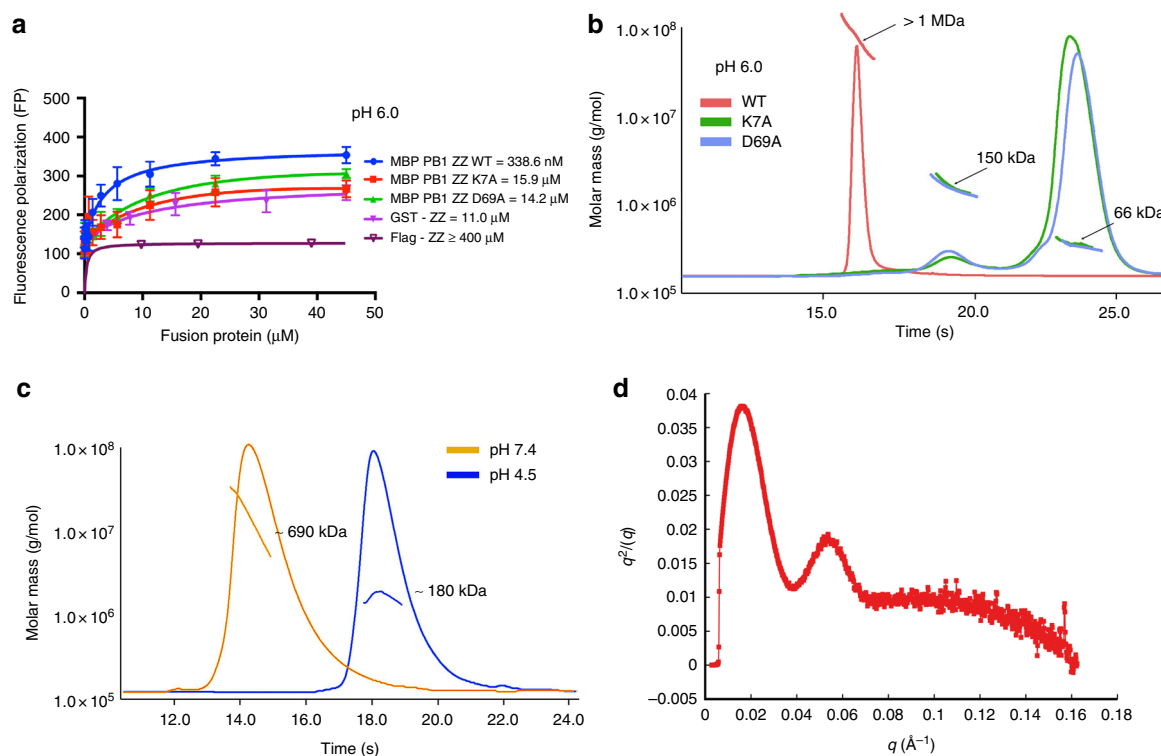 a
Fluorescence polarization (FP)
500
400
300
200
100
0
0
10
20
30
40
50
Fusion protein (μM)
pH 6.0
MBP PB1 ZZ WT = 338.6 nM
MBP PB1 ZZ K7A = 15.9 μM
MBP PB1 ZZ D69A = 14.2 μM
GST - ZZ = 11.0 μM
Flag - ZZ ≥ 400 μM
b
Molar mass (g/mol)
1.0 × 10⁸
1.0 × 10⁷
1.0 × 10⁶
1.0 × 10⁵
pH 6.0
WT
K7A
D69A
> 1 MDa
150 kDa
66 kDa
15.0
20.0
25.0
Time (s)
c
Molar mass (g/mol)
1.0 × 10⁸
1.0 × 10⁷
1.0 × 10⁶
1.0 × 10⁵
pH 7.4
pH 4.5
~ 690 kDa
~ 180 kDa
12.0
14.0
16.0
18.0
20.0
22.0
24.0
Time (s)
d
q²/(q)
0.04
0.035
0.03
0.025
0.02
0.015
0.01
0.005
0
−0.005
0
0.02
0.04
0.06
0.08
0.1
0.12
0.14
0.16
0.18
q (Å⁻¹)